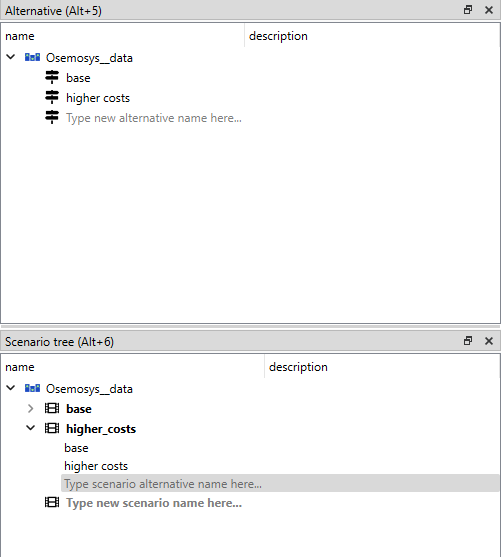 Alternative (Alt+5)
name description
Osemosys__data
base
higher costs
Type new alternative name here...
Scenario tree (Alt+6)
name description
Osemosys__data
base
higher_costs
base
higher costs
Type scenario alternative name here...
Type new scenario name here...